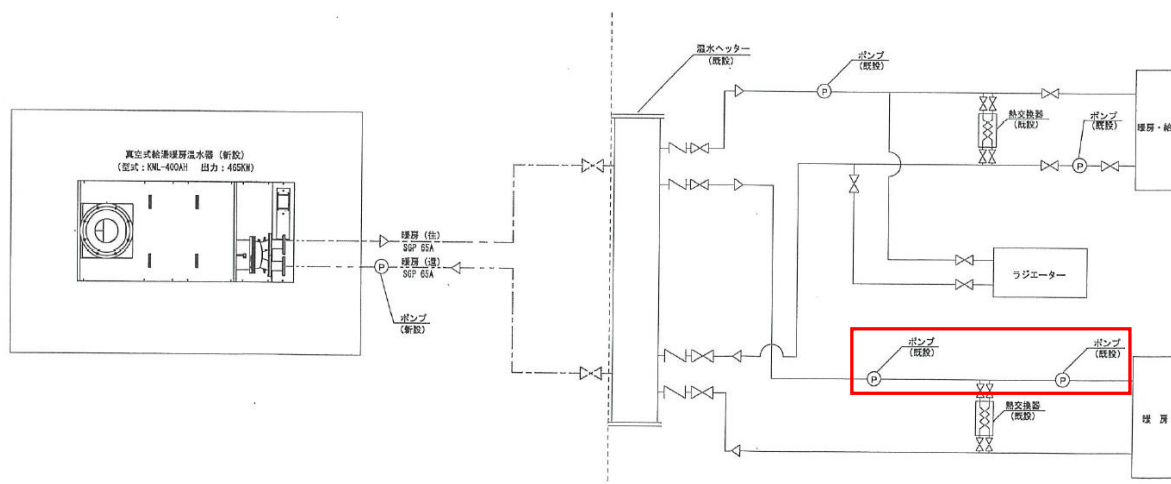 温水ヘッター
(既設)
ポンプ
(既設)
熱交換器
(既設)
ポンプ
(既設)
暖房・給
真空式給湯暖房温水器(新設)
(型式:KNL-400AH 出力:465KW)
暖房(往)
SGP 65A
暖房(還)
SGP 65A
ポンプ
(新設)
ラジエーター
ポンプ
(既設)
ポンプ
(既設)
熱交換器
(既設)
暖 房
P
P
P
P
P